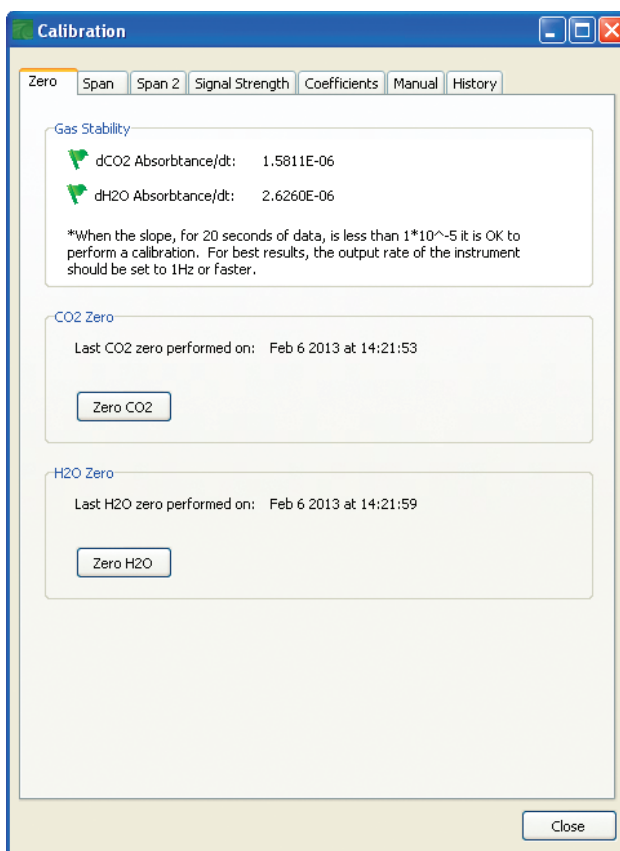 Calibration
Zero Span Span 2 Signal Strength Coefficients Manual History
Gas Stability
dCO2 Absorbtance/dt: 1.5811E-06
dH2O Absorbtance/dt: 2.6260E-06
*When the slope, for 20 seconds of data, is less than 1*10^-5 it is OK to
perform a calibration. For best results, the output rate of the instrument
should be set to 1Hz or faster.
CO2 Zero
Last CO2 zero performed on: Feb 6 2013 at 14:21:53
Zero CO2
H2O Zero
Last H2O zero performed on: Feb 6 2013 at 14:21:59
Zero H2O
Close